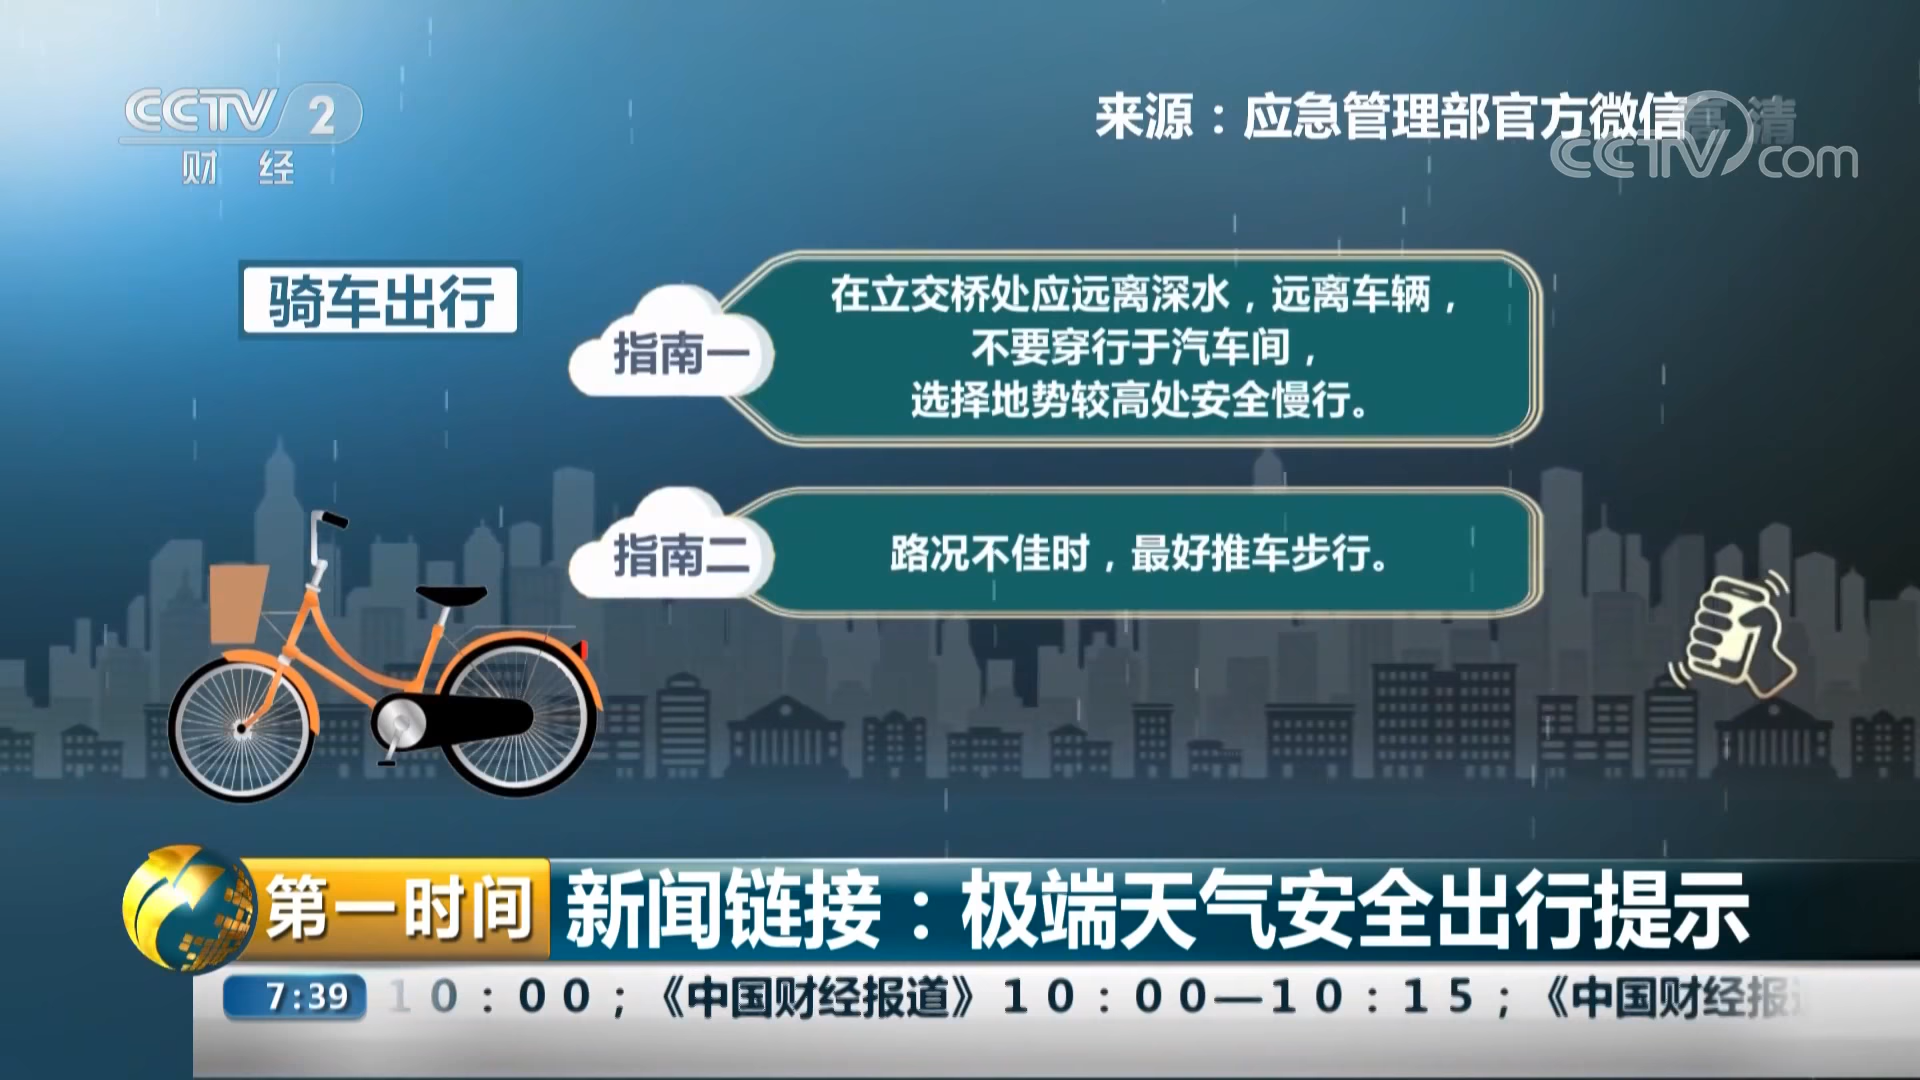 CCTV 2
财 经
来源：应急管理部官方微信
高清
CCTV.com
骑车出行
指南一
在立交桥处应远离深水，远离车辆，
不要穿行于汽车间，
选择地势较高处安全慢行。
指南二
路况不佳时，最好推车步行。
第一时间
新闻链接：极端天气安全出行提示
7:39
10:00；《中国财经报道》10:00—10:15；《中国财经报道